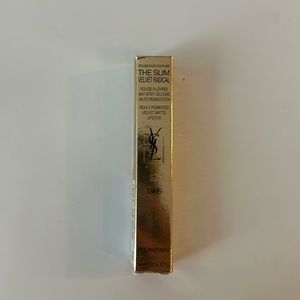 ROUGE PUR COUTURE
THE SLIM
VELVET RADICAL
ROUGE À LÈVRES
MAT EFFET VELOURS
HAUTE PIGMENTATION
HIGHLY PIGMENTED
VELVET MATTE
LIPSTICK
YSL
1966